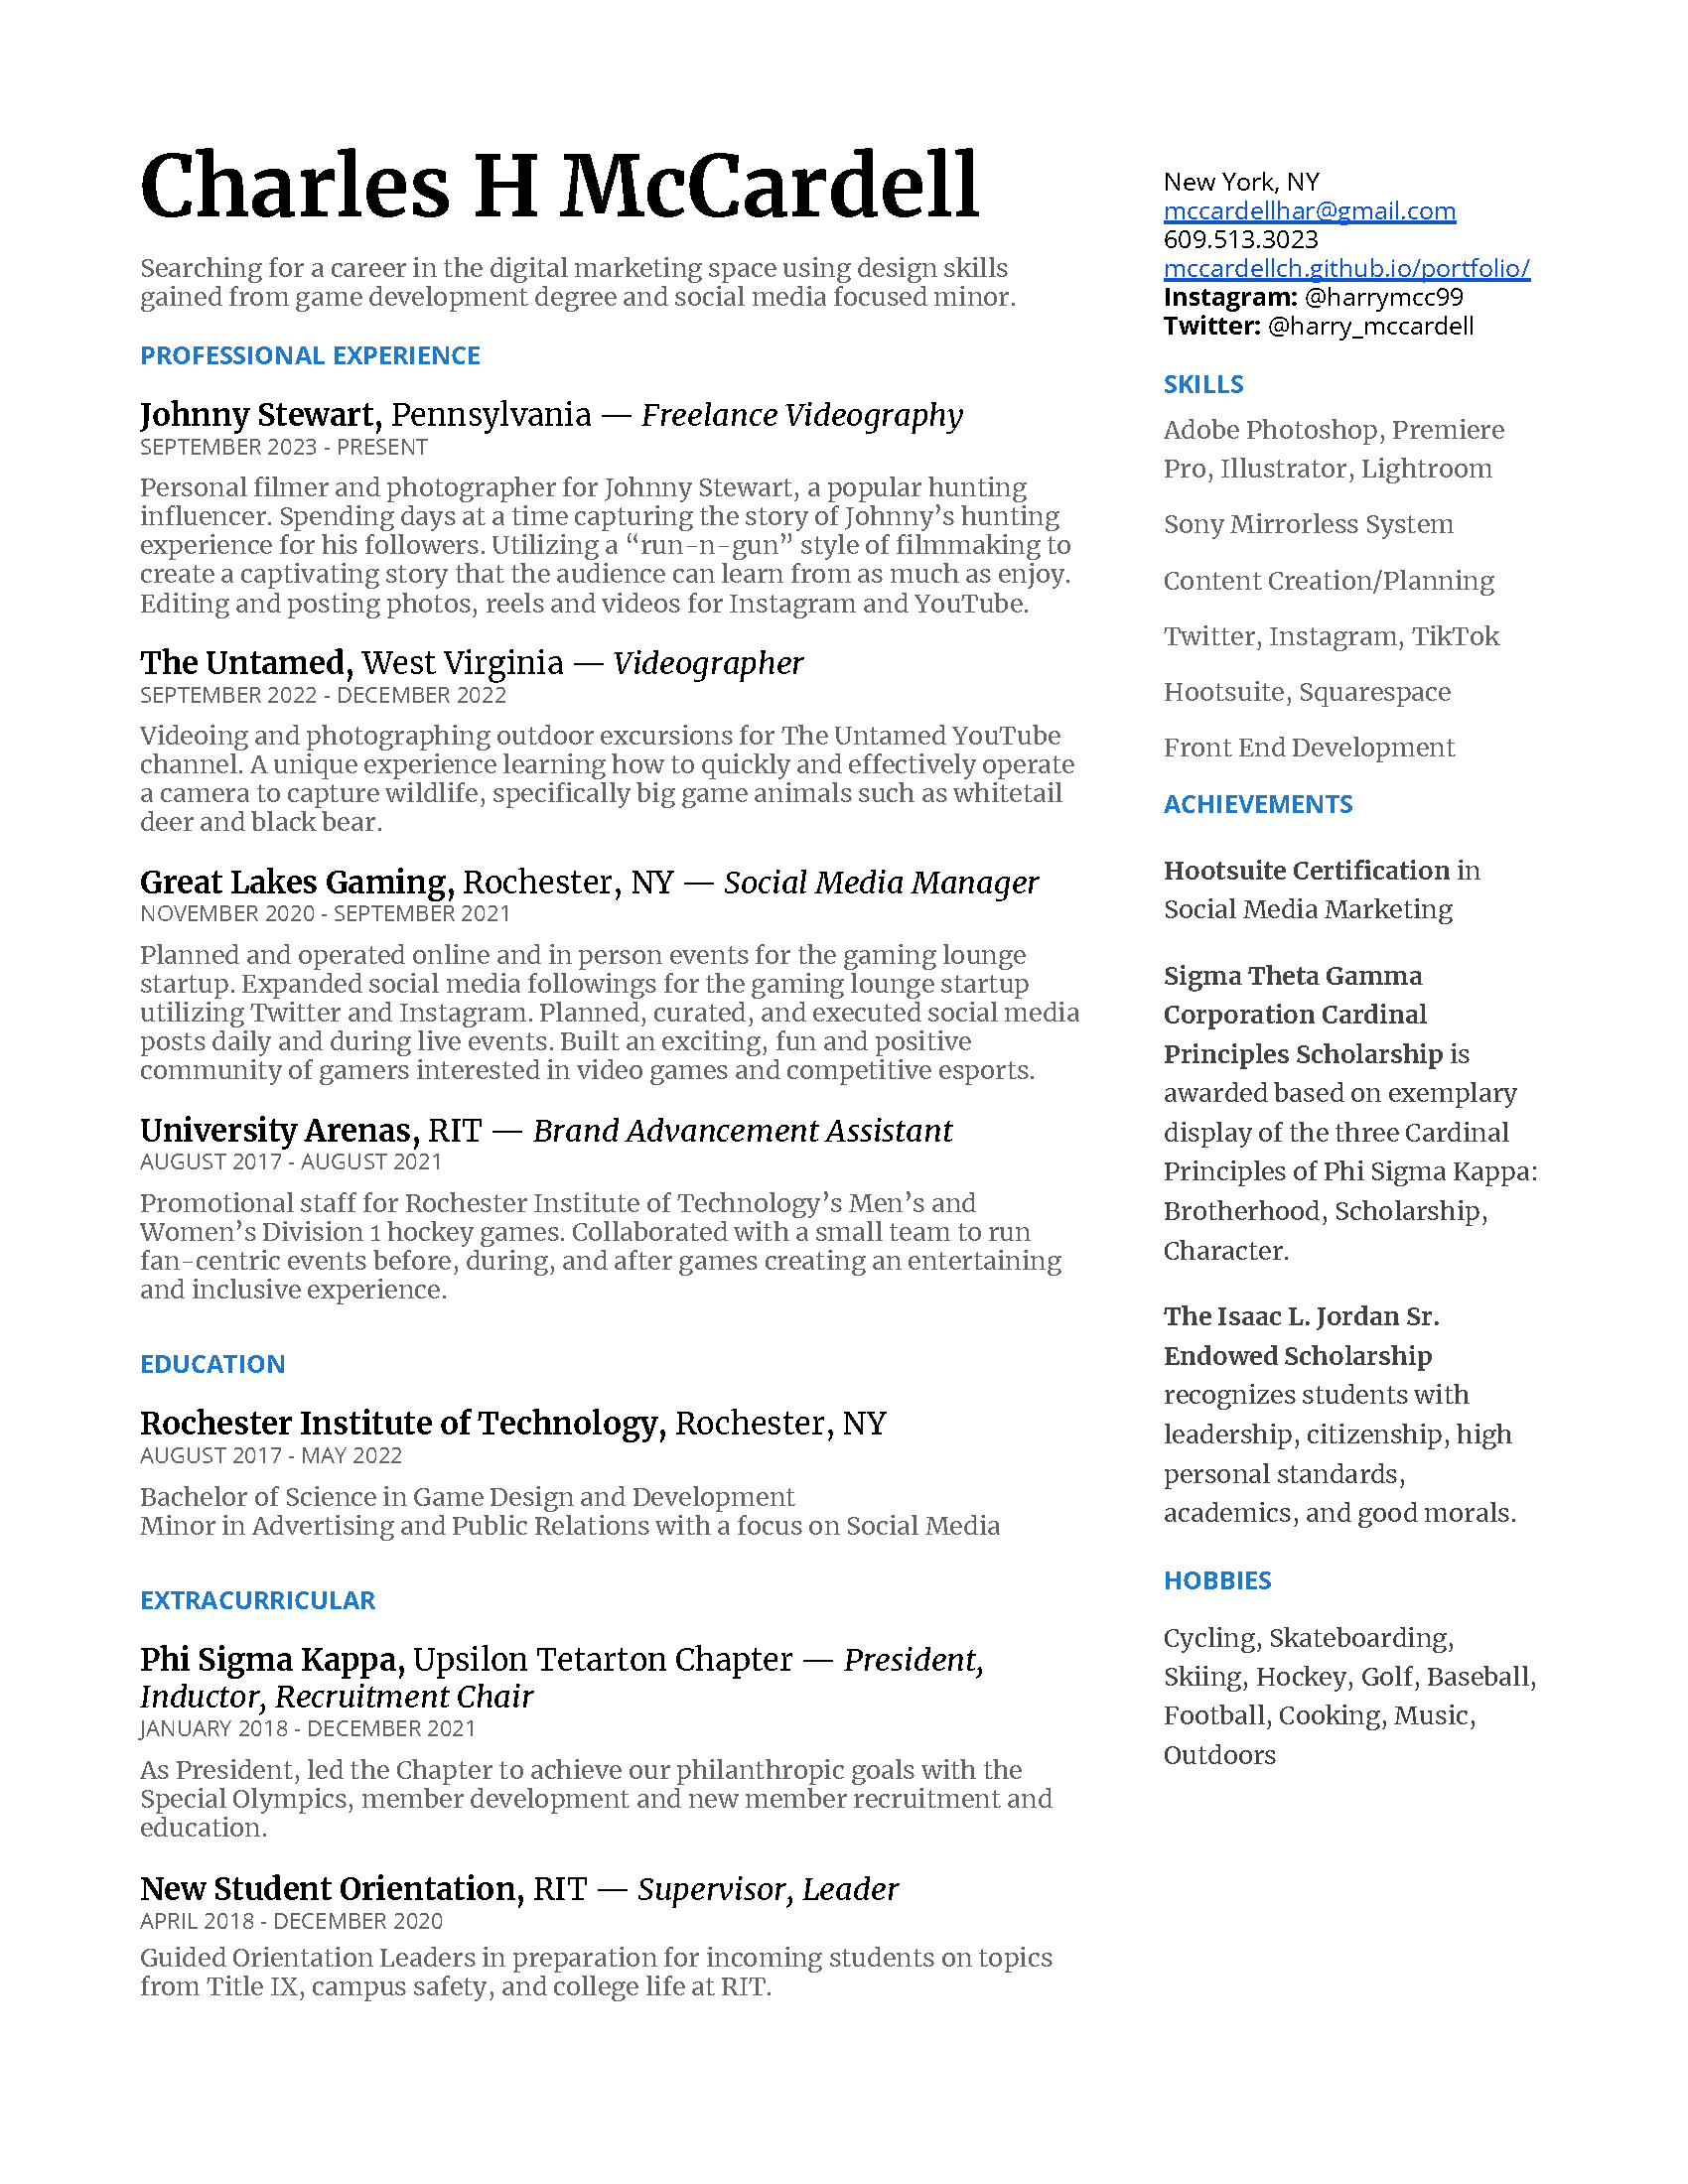 Charles H McCardell
Searching for a career in the digital marketing space using design skills
gained from game development degree and social media focused minor.
PROFESSIONAL EXPERIENCE
Johnny Stewart, Pennsylvania — Freelance Videography
SEPTEMBER 2023 - PRESENT
Personal filmer and photographer for Johnny Stewart, a popular hunting
influencer. Spending days at a time capturing the story of Johnny’s hunting
experience for his followers. Utilizing a “run-n-gun” style of filmmaking to
create a captivating story that the audience can learn from as much as enjoy.
Editing and posting photos, reels and videos for Instagram and YouTube.
The Untamed, West Virginia — Videographer
SEPTEMBER 2022 - DECEMBER 2022
Videoing and photographing outdoor excursions for The Untamed YouTube
channel. A unique experience learning how to quickly and effectively operate
a camera to capture wildlife, specifically big game animals such as whitetail
deer and black bear.
Great Lakes Gaming, Rochester, NY — Social Media Manager
NOVEMBER 2020 - SEPTEMBER 2021
Planned and operated online and in person events for the gaming lounge
startup. Expanded social media followings for the gaming lounge startup
utilizing Twitter and Instagram. Planned, curated, and executed social media
posts daily and during live events. Built an exciting, fun and positive
community of gamers interested in video games and competitive esports.
University Arenas, RIT — Brand Advancement Assistant
AUGUST 2017 - AUGUST 2021
Promotional staff for Rochester Institute of Technology’s Men’s and
Women’s Division 1 hockey games. Collaborated with a small team to run
fan-centric events before, during, and after games creating an entertaining
and inclusive experience.
EDUCATION
Rochester Institute of Technology, Rochester, NY
AUGUST 2017 - MAY 2022
Bachelor of Science in Game Design and Development
Minor in Advertising and Public Relations with a focus on Social Media
EXTRACURRICULAR
Phi Sigma Kappa, Upsilon Tetarton Chapter — President,
Inductor, Recruitment Chair
JANUARY 2018 - DECEMBER 2021
As President, led the Chapter to achieve our philanthropic goals with the
Special Olympics, member development and new member recruitment and
education.
New Student Orientation, RIT — Supervisor, Leader
APRIL 2018 - DECEMBER 2020
Guided Orientation Leaders in preparation for incoming students on topics
from Title IX, campus safety, and college life at RIT.
New York, NY
mccardellhar@gmail.com
609.513.3023
mccardellch.github.io/portfolio/
Instagram: @harrymcc99
Twitter: @harry_mccardell
SKILLS
Adobe Photoshop, Premiere
Pro, Illustrator, Lightroom
Sony Mirrorless System
Content Creation/Planning
Twitter, Instagram, TikTok
Hootsuite, Squarespace
Front End Development
ACHIEVEMENTS
Hootsuite Certification in
Social Media Marketing
Sigma Theta Gamma
Corporation Cardinal
Principles Scholarship is
awarded based on exemplary
display of the three Cardinal
Principles of Phi Sigma Kappa:
Brotherhood, Scholarship,
Character.
The Isaac L. Jordan Sr.
Endowed Scholarship
recognizes students with
leadership, citizenship, high
personal standards,
academics, and good morals.
HOBBIES
Cycling, Skateboarding,
Skiing, Hockey, Golf, Baseball,
Football, Cooking, Music,
Outdoors